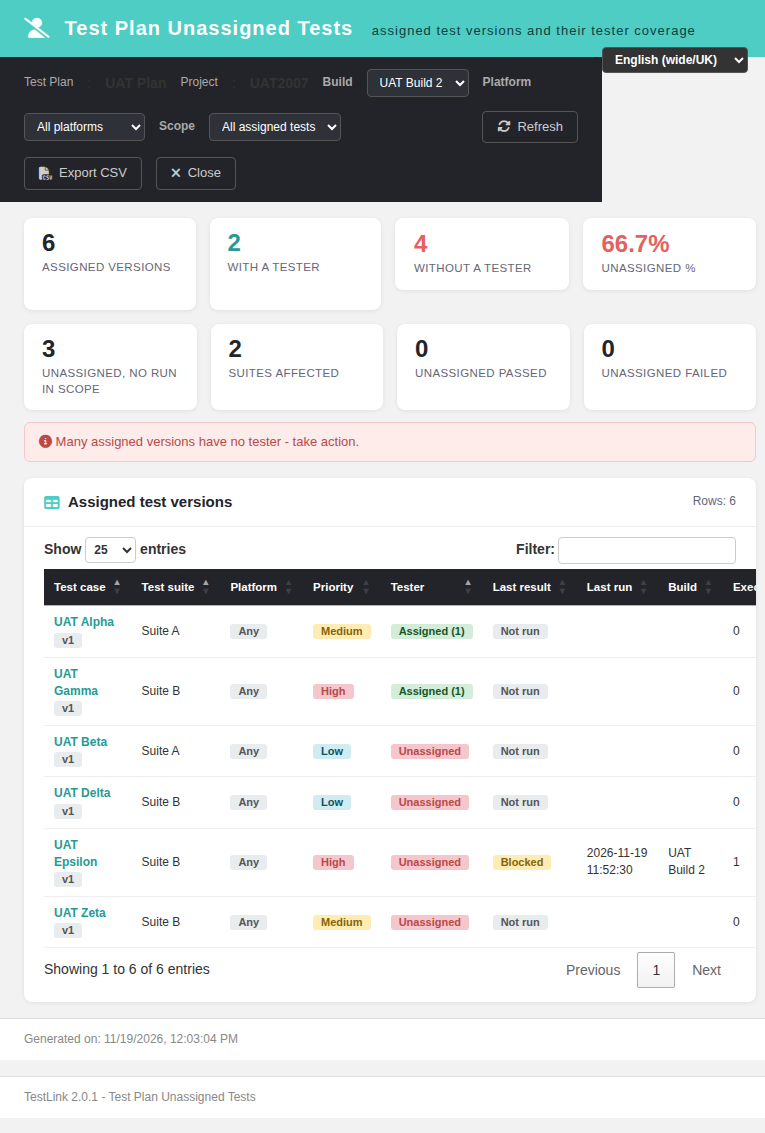 Test Plan Unassigned Tests assigned test versions and their tester coverage
English (wide/UK)
Test Plan : UAT Plan Project : UAT2007 Build UAT Build 2 Platform
All platforms Scope All assigned tests Refresh
Export CSV Close
6 2 4 66.7%
ASSIGNED VERSIONS WITH A TESTER WITHOUT A TESTER UNASSIGNED %
3 2 0 0
UNASSIGNED, NO RUN IN SCOPE SUITES AFFECTED UNASSIGNED PASSED UNASSIGNED FAILED
Many assigned versions have no tester - take action.
Assigned test versions Rows: 6
Show 25 entries Filter:
Test case Test suite Platform Priority Tester Last result Last run Build Exec
UAT Alpha v1 Suite A Any Medium Assigned (1) Not run 0
UAT Gamma v1 Suite B Any High Assigned (1) Not run 0
UAT Beta v1 Suite A Any Low Unassigned Not run 0
UAT Delta v1 Suite B Any Low Unassigned Not run 0
UAT Epsilon v1 Suite B Any High Unassigned Blocked 2026-11-19 11:52:30 UAT Build 2 1
UAT Zeta v1 Suite B Any Medium Unassigned Not run 0
Showing 1 to 6 of 6 entries Previous 1 Next
Generated on: 11/19/2026, 12:03:04 PM
TestLink 2.0.1 - Test Plan Unassigned Tests